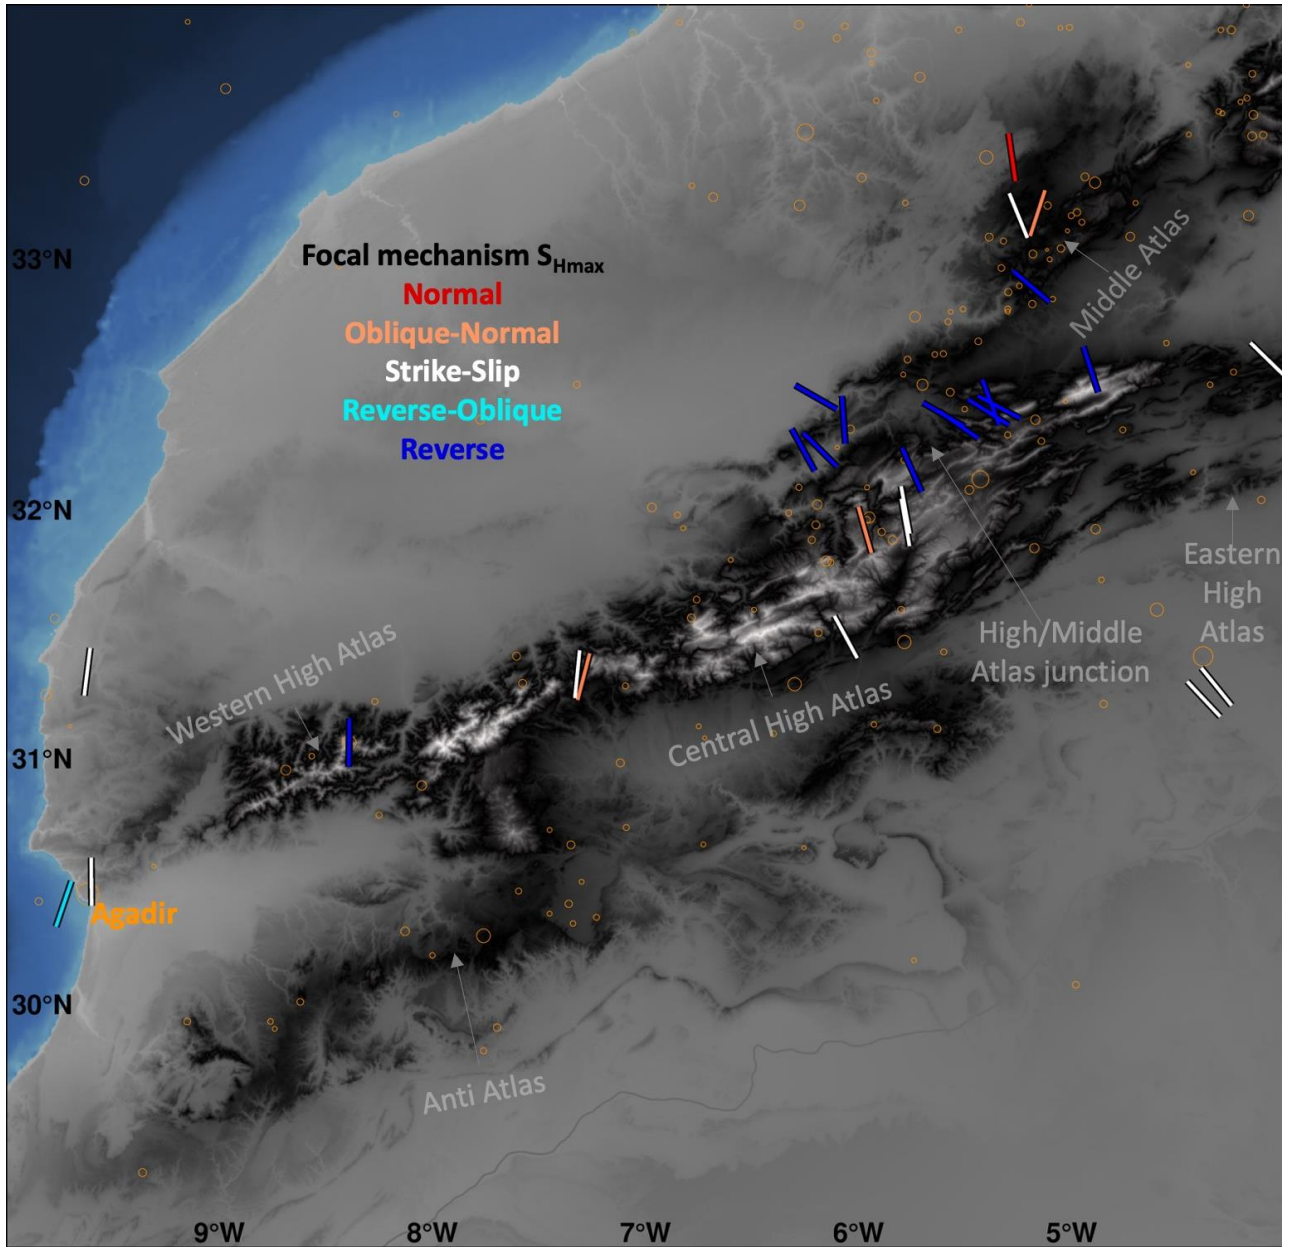 Focal mechanism SHmax
Normal
Oblique-Normal
Strike-Slip
Reverse-Oblique
Reverse
33°N
32°N
31°N
30°N
Middle Atlas
Eastern
High
Atlas
High/Middle
Atlas junction
Western High Atlas
Central High Atlas
Agadir
Anti Atlas
9°W
8°W
7°W
6°W
5°W